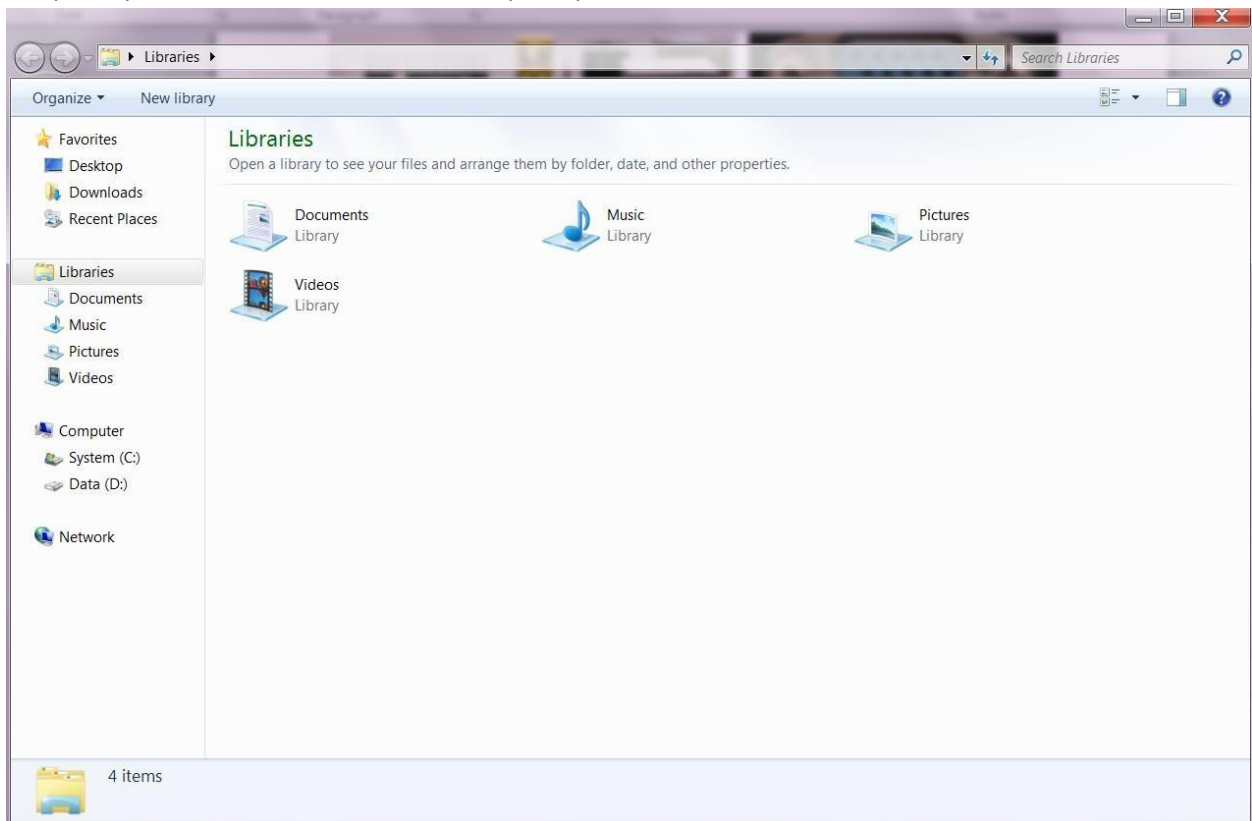 Libraries
Search Libraries
Organize
New library
Favorites
Desktop
Downloads
Recent Places
Libraries
Documents
Music
Pictures
Videos
Computer
System (C:)
Data (D:)
Network
Libraries
Open a library to see your files and arrange them by folder, date, and other properties.
Documents
Library
Music
Library
Pictures
Library
Videos
Library
4 items